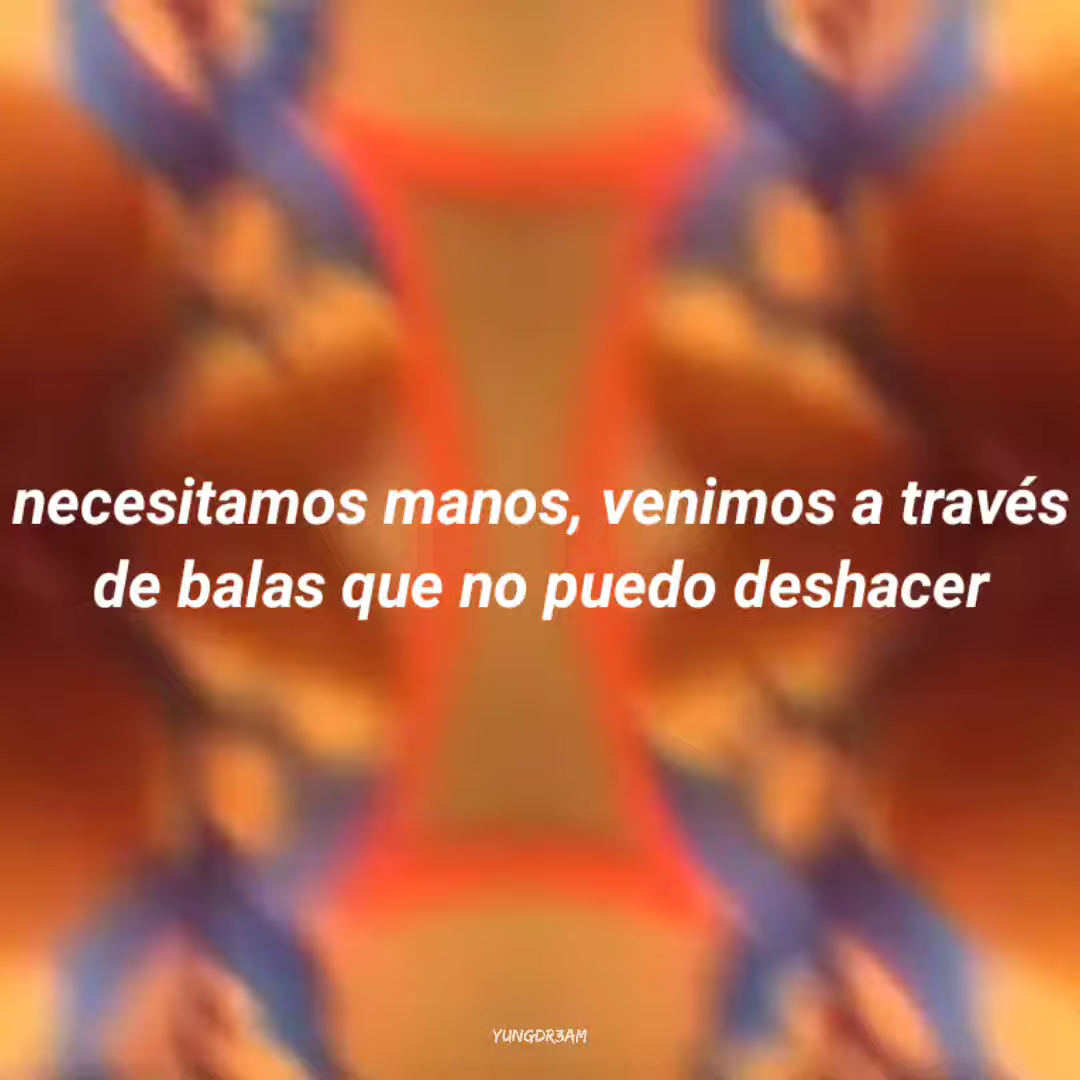 necesitamos manos, venimos a través
de balas que no puedo deshacer
YUNGDR3AM